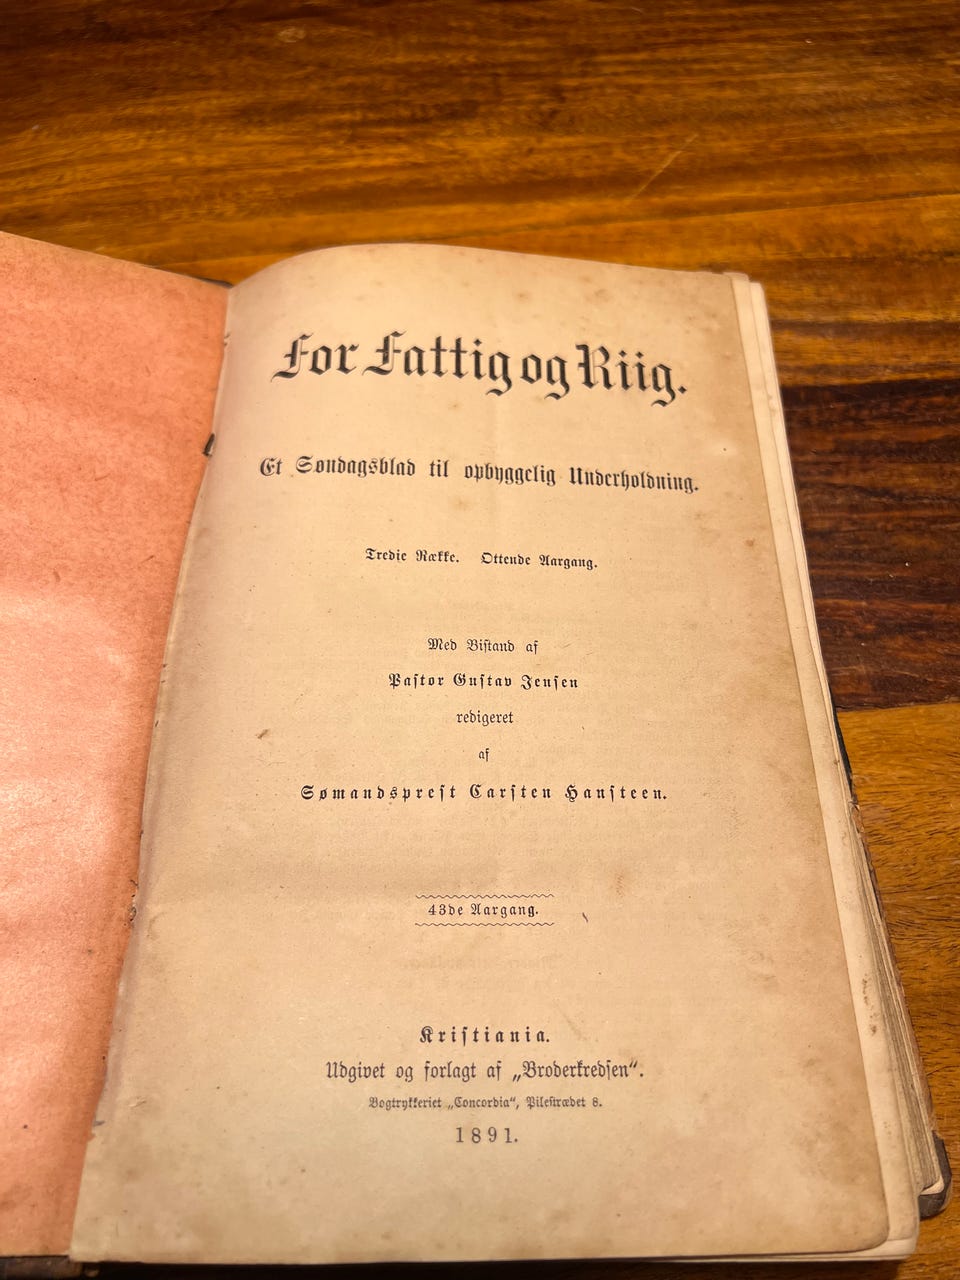 For Fattig og Riig.
Et Søndagsblad til opbyggelig Underholdning.
Tredie Række. Ottende Aargang.
Med Bistand af
Pastor Gustav Jensen
redigeret
af
Sømandsprest Carsten Hansteen.
43de Aargang.
Kristiania.
Udgivet og forlagt af „Broderkredsen“.
Bogtrykkeriet „Concordia“, Pilestrædet 8.
1891.